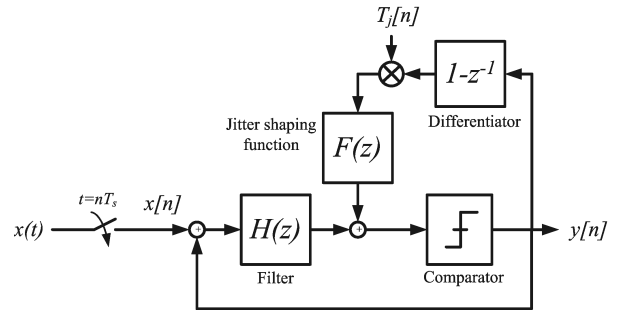 T_j[n]
1-z^-1
Differentiator
Jitter shaping
function
F(z)
t=nT_s
x[n]
x(t)
+
H(z)
+
y[n]
Filter
Comparator